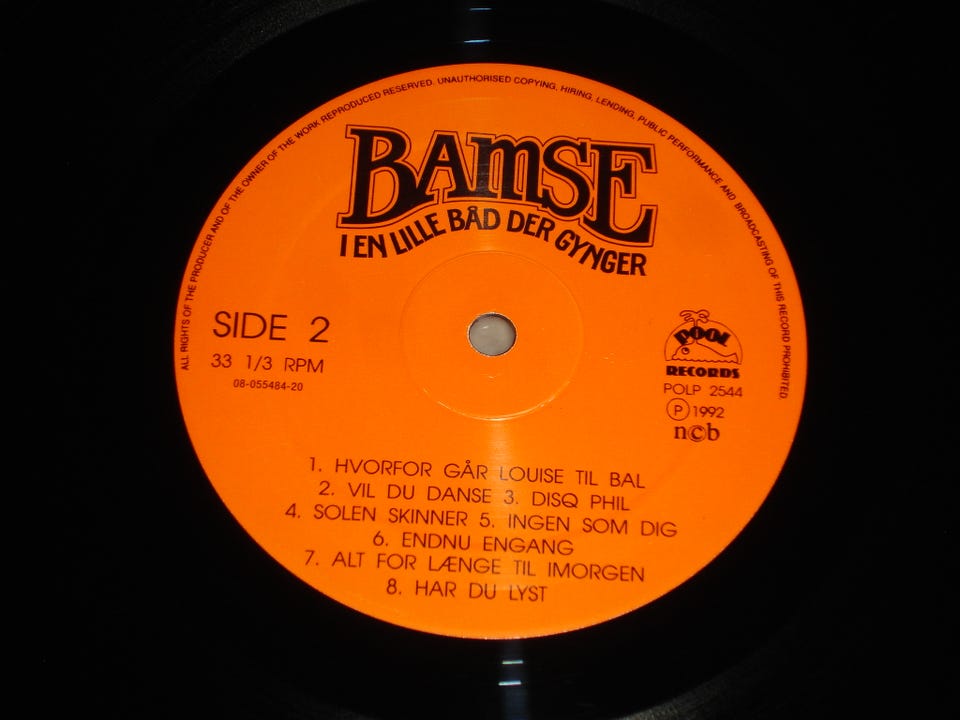 ALL RIGHTS OF THE PRODUCER AND OF THE OWNER OF THE WORK REPRODUCED RESERVED. UNAUTHORISED COPYING, HIRING, LENDING, PUBLIC PERFORMANCE AND BROADCASTING OF THIS RECORD PROHIBITED
BAMSE
I EN LILLE BÅD DER GYNGER
SIDE 2
33 1/3 RPM
08-055484-20
POOL
RECORDS
POLP 2544
Ⓟ 1992
ncb
1. HVORFOR GÅR LOUISE TIL BAL
2. VIL DU DANSE 3. DISQ PHIL
4. SOLEN SKINNER 5. INGEN SOM DIG
6. ENDNU ENGANG
7. ALT FOR LÆNGE TIL IMORGEN
8. HAR DU LYST